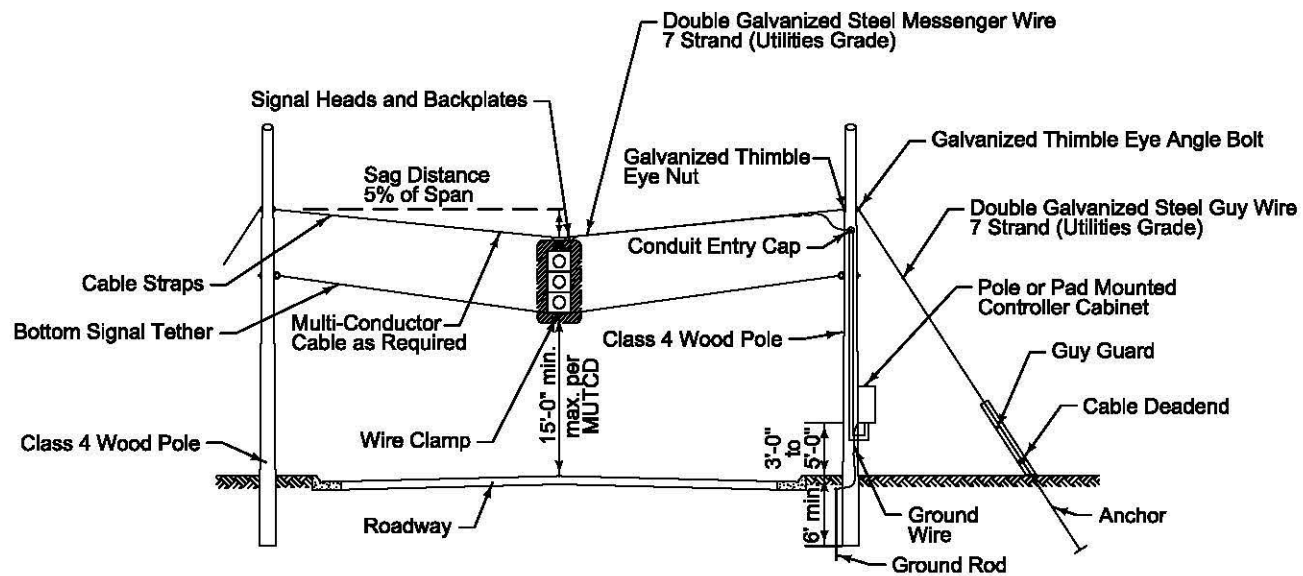 Double Galvanized Steel Messenger Wire
7 Strand (Utilities Grade)
Signal Heads and Backplates
Galvanized Thimble
Eye Nut
Galvanized Thimble Eye Angle Bolt
Sag Distance
5% of Span
Double Galvanized Steel Guy Wire
7 Strand (Utilities Grade)
Conduit Entry Cap
Cable Straps
Pole or Pad Mounted
Controller Cabinet
Bottom Signal Tether
Multi-Conductor
Cable as Required
Class 4 Wood Pole
Guy Guard
15'-0" min.
max. per
MUTCD
Cable Deadend
Class 4 Wood Pole
Wire Clamp
3'-0"
to
5'-0"
Roadway
6' min.
Ground
Wire
Anchor
Ground Rod